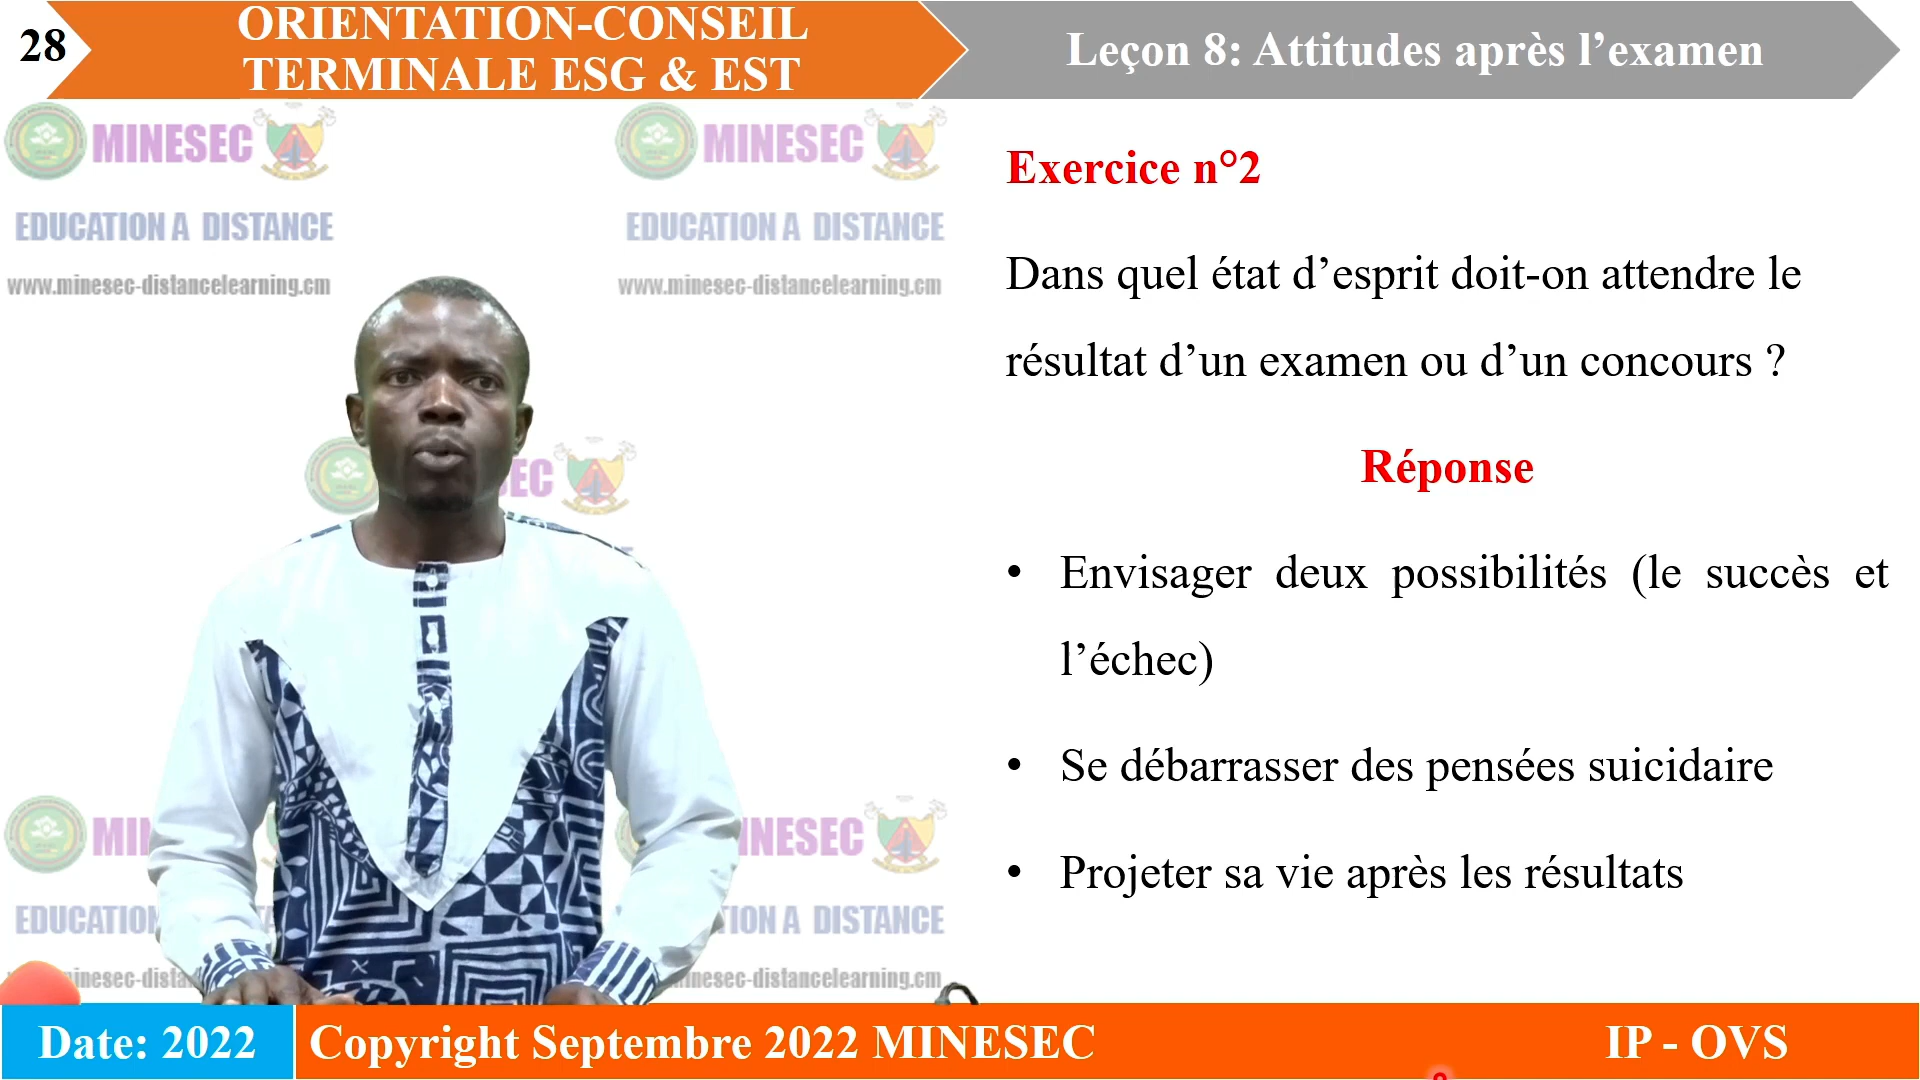 28
ORIENTATION-CONSEIL
TERMINALE ESG & EST
Leçon 8: Attitudes après l’examen
MINESEC
MINESEC
EDUCATION A DISTANCE
EDUCATION A DISTANCE
www.minesec-distancelearning.cm
www.minesec-distancelearning.cm
Exercice n°2
Dans quel état d’esprit doit-on attendre le
résultat d’un examen ou d’un concours ?
Réponse
• Envisager deux possibilités (le succès et
l’échec)
• Se débarrasser des pensées suicidaire
• Projeter sa vie après les résultats
Date: 2022
Copyright Septembre 2022 MINESEC
IP - OVS